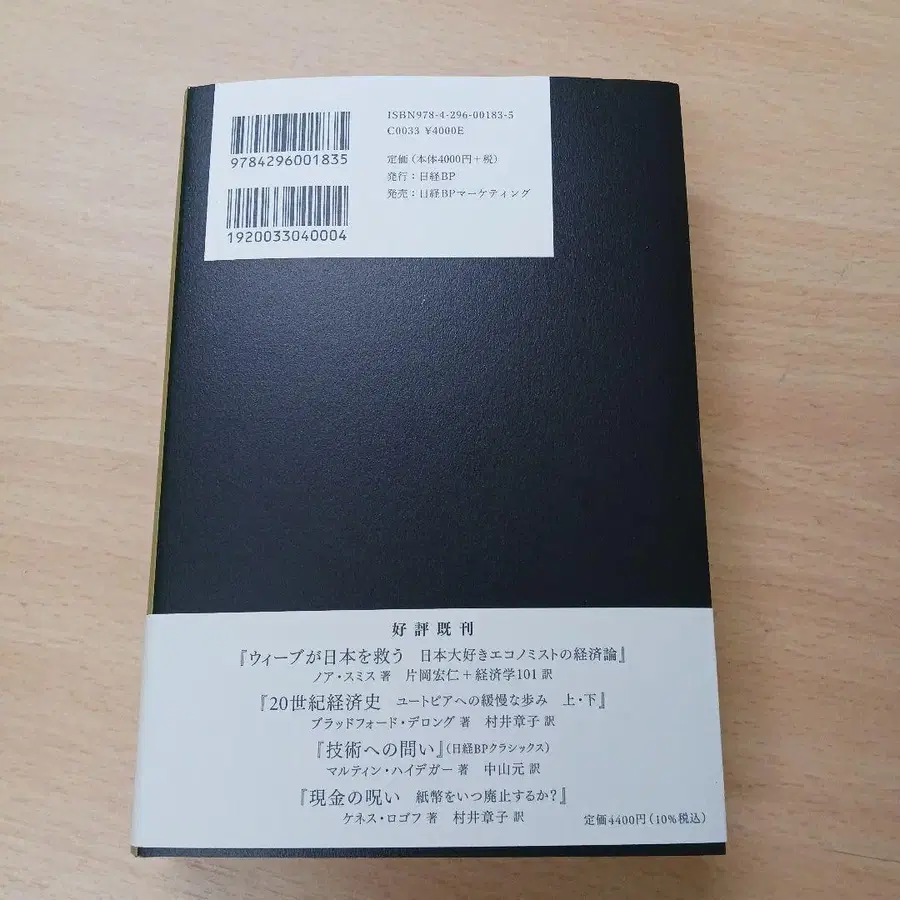 9784296001835
1920033040004
ISBN978-4-296-00183-5
C0033 ¥4000E
定価(本体4000円+税)
発行:日経BP
発売:日経BPマーケティング
好評既刊
『ウィーブが日本を救う 日本大好きエコノミストの経済論』
ノア・スミス 著 片岡宏仁+経済学101 訳
『20世紀経済史 ユートピアへの緩慢な歩み 上・下』
ブラッドフォード・デロング 著 村井章子 訳
『技術への問い』(日経BPクラシックス)
マルティン・ハイデガー 著 中山元 訳
『現金の呪い 紙幣をいつ廃止するか?』
ケネス・ロゴフ 著 村井章子 訳
定価4400円(10%税込)